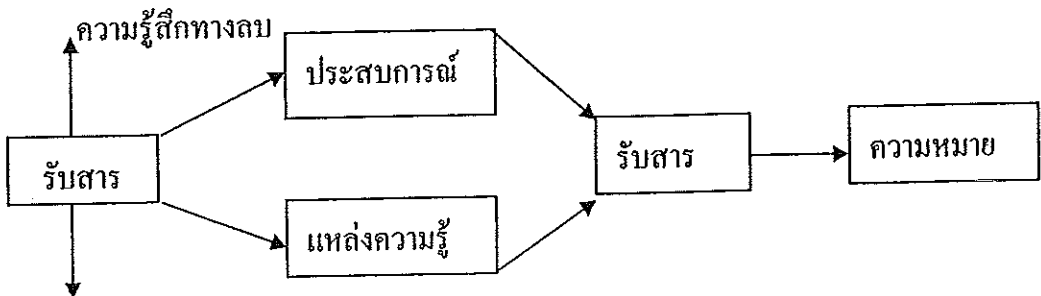 ความรู้สึกทางลบ
ประสบการณ์
รับสาร
รับสาร
ความหมาย
แหล่งความรู้